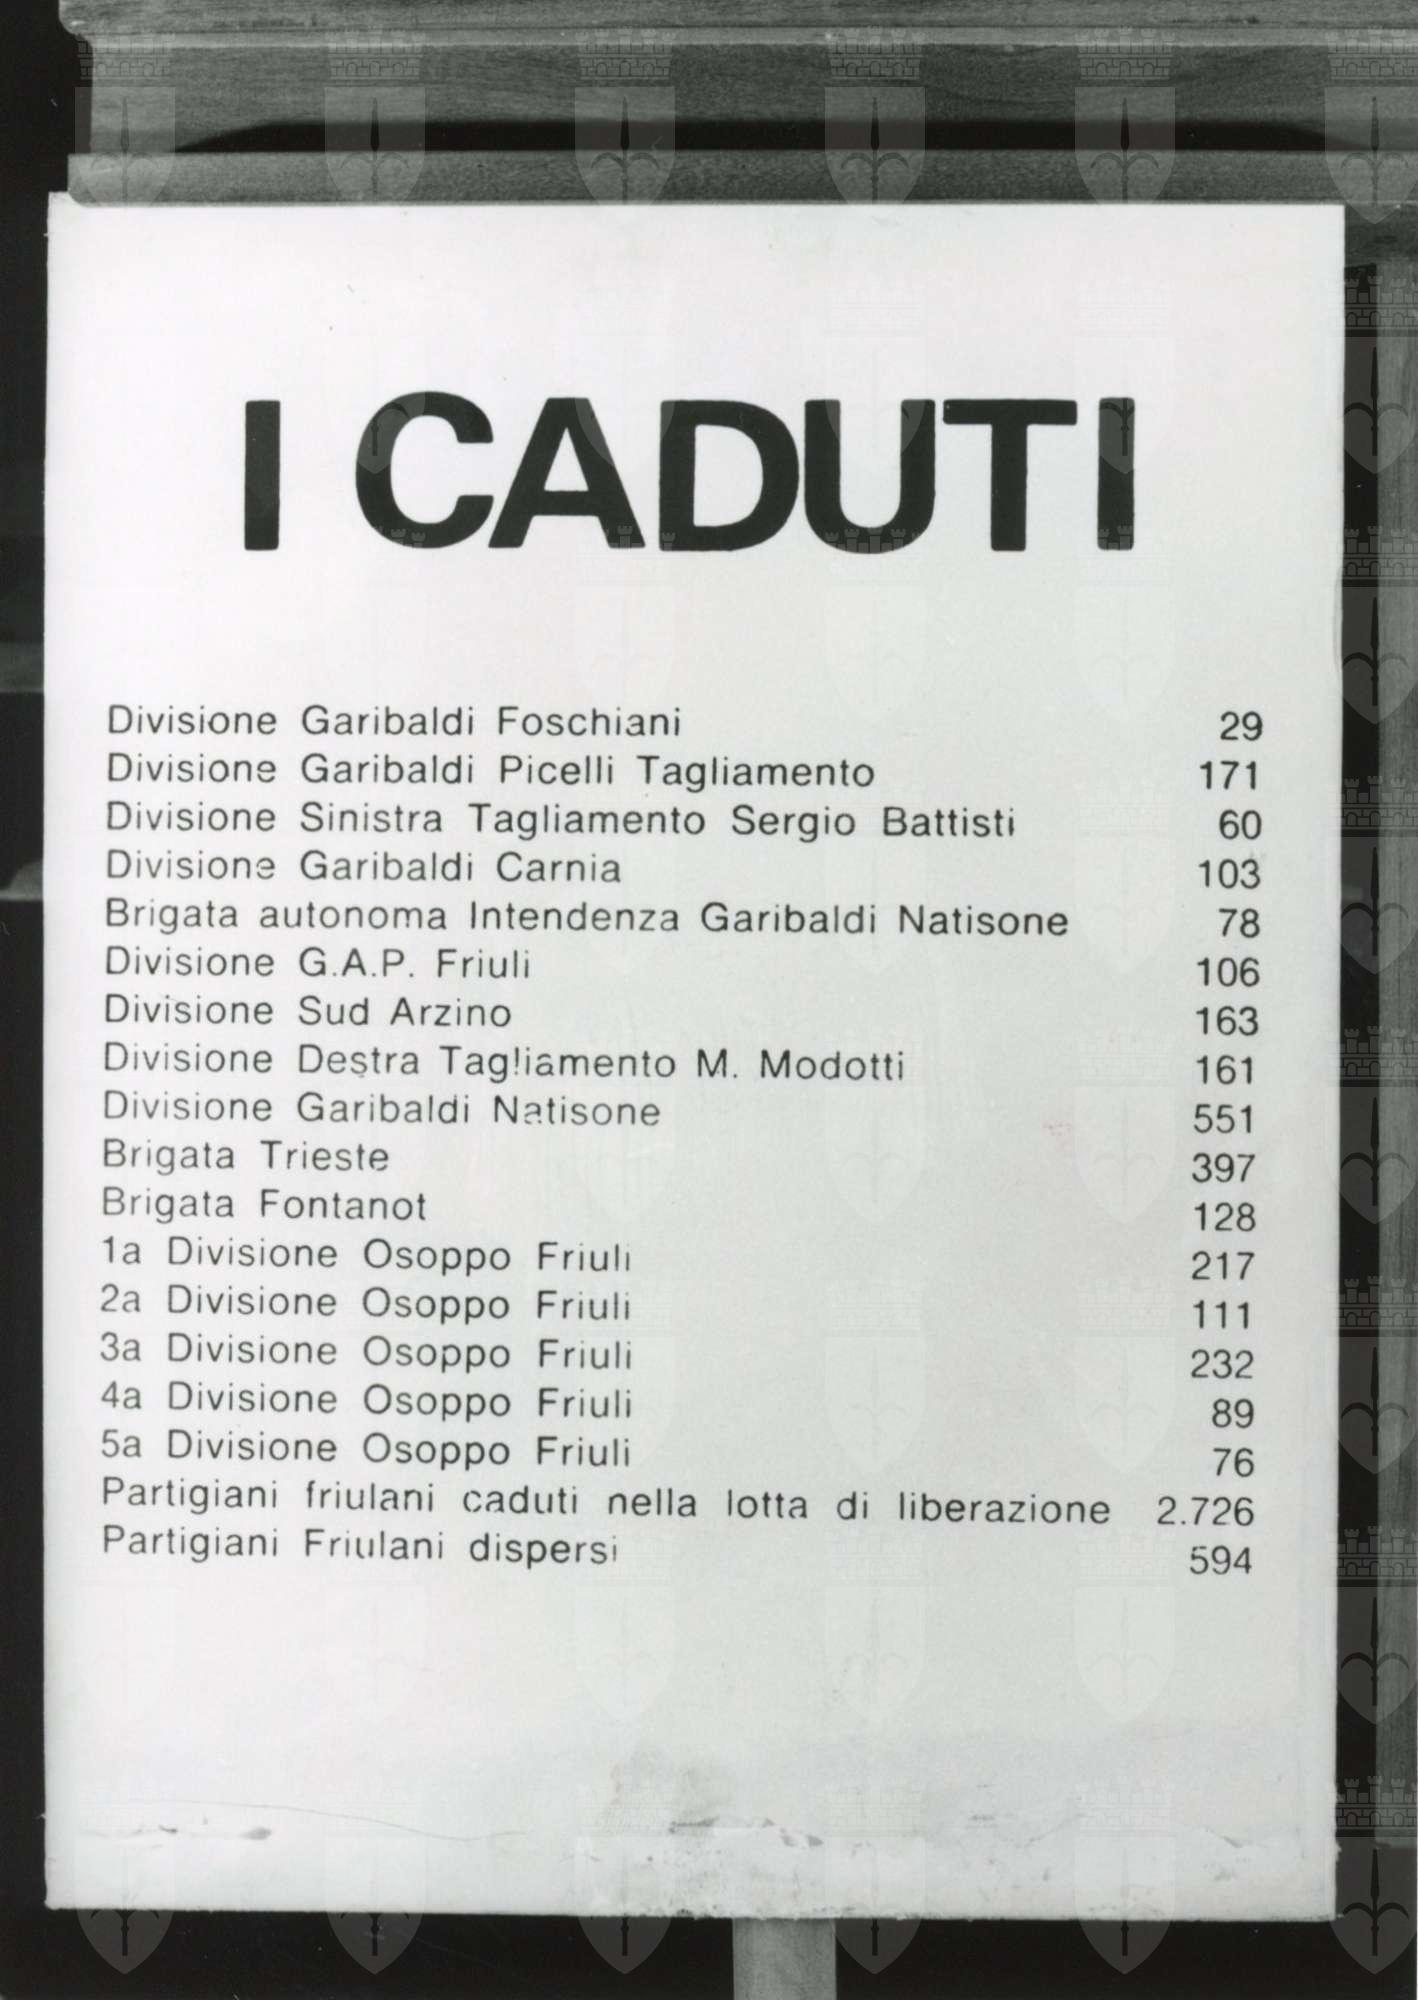 I CADUTI
Divisione Garibaldi Foschiani 29
Divisione Garibaldi Picelli Tagliamento 171
Divisione Sinistra Tagliamento Sergio Battisti 60
Divisione Garibaldi Carnia 103
Brigata autonoma Intendenza Garibaldi Natisone 78
Divisione G.A.P. Friuli 106
Divisione Sud Arzino 163
Divisione Destra Tagliamento M. Modotti 161
Divisione Garibaldi Natisone 551
Brigata Trieste 397
Brigata Fontanot 128
1a Divisione Osoppo Friuli 217
2a Divisione Osoppo Friuli 111
3a Divisione Osoppo Friuli 232
4a Divisione Osoppo Friuli 89
5a Divisione Osoppo Friuli 76
Partigiani friulani caduti nella lotta di liberazione 2.726
Partigiani Friulani dispersi 594